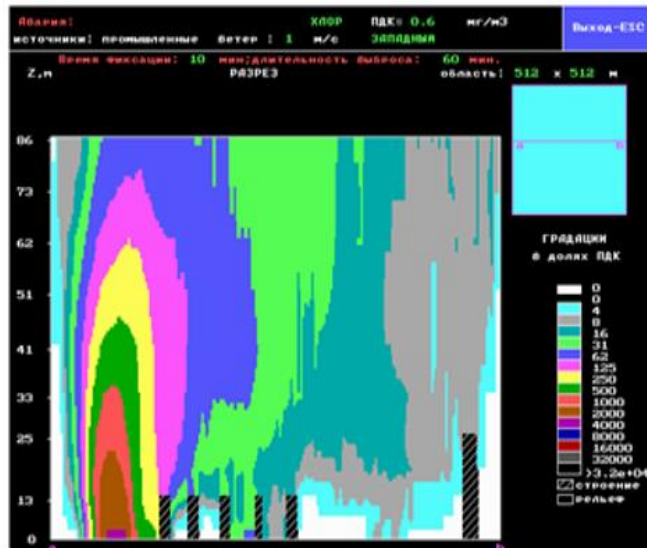 Авария: ХЛОР ПДК= 0.6 мг/м3
источники: промышленные Ветер : 1 м/с ЗАПАДНЫЙ
Выход-ESC
Время фиксации: 10 мин;длительность выброса: 60 мин.
Z,м РАЗРЕЗ область: 512 x 512 м
86
73
62
51
41
33
25
13
0
a в
a в
ГРАДАЦИИ
в долях ПДК
0
0
4
8
16
31
62
125
250
500
1000
2000
4000
8000
16000
32000
>3.2e+04
строение
рельеф